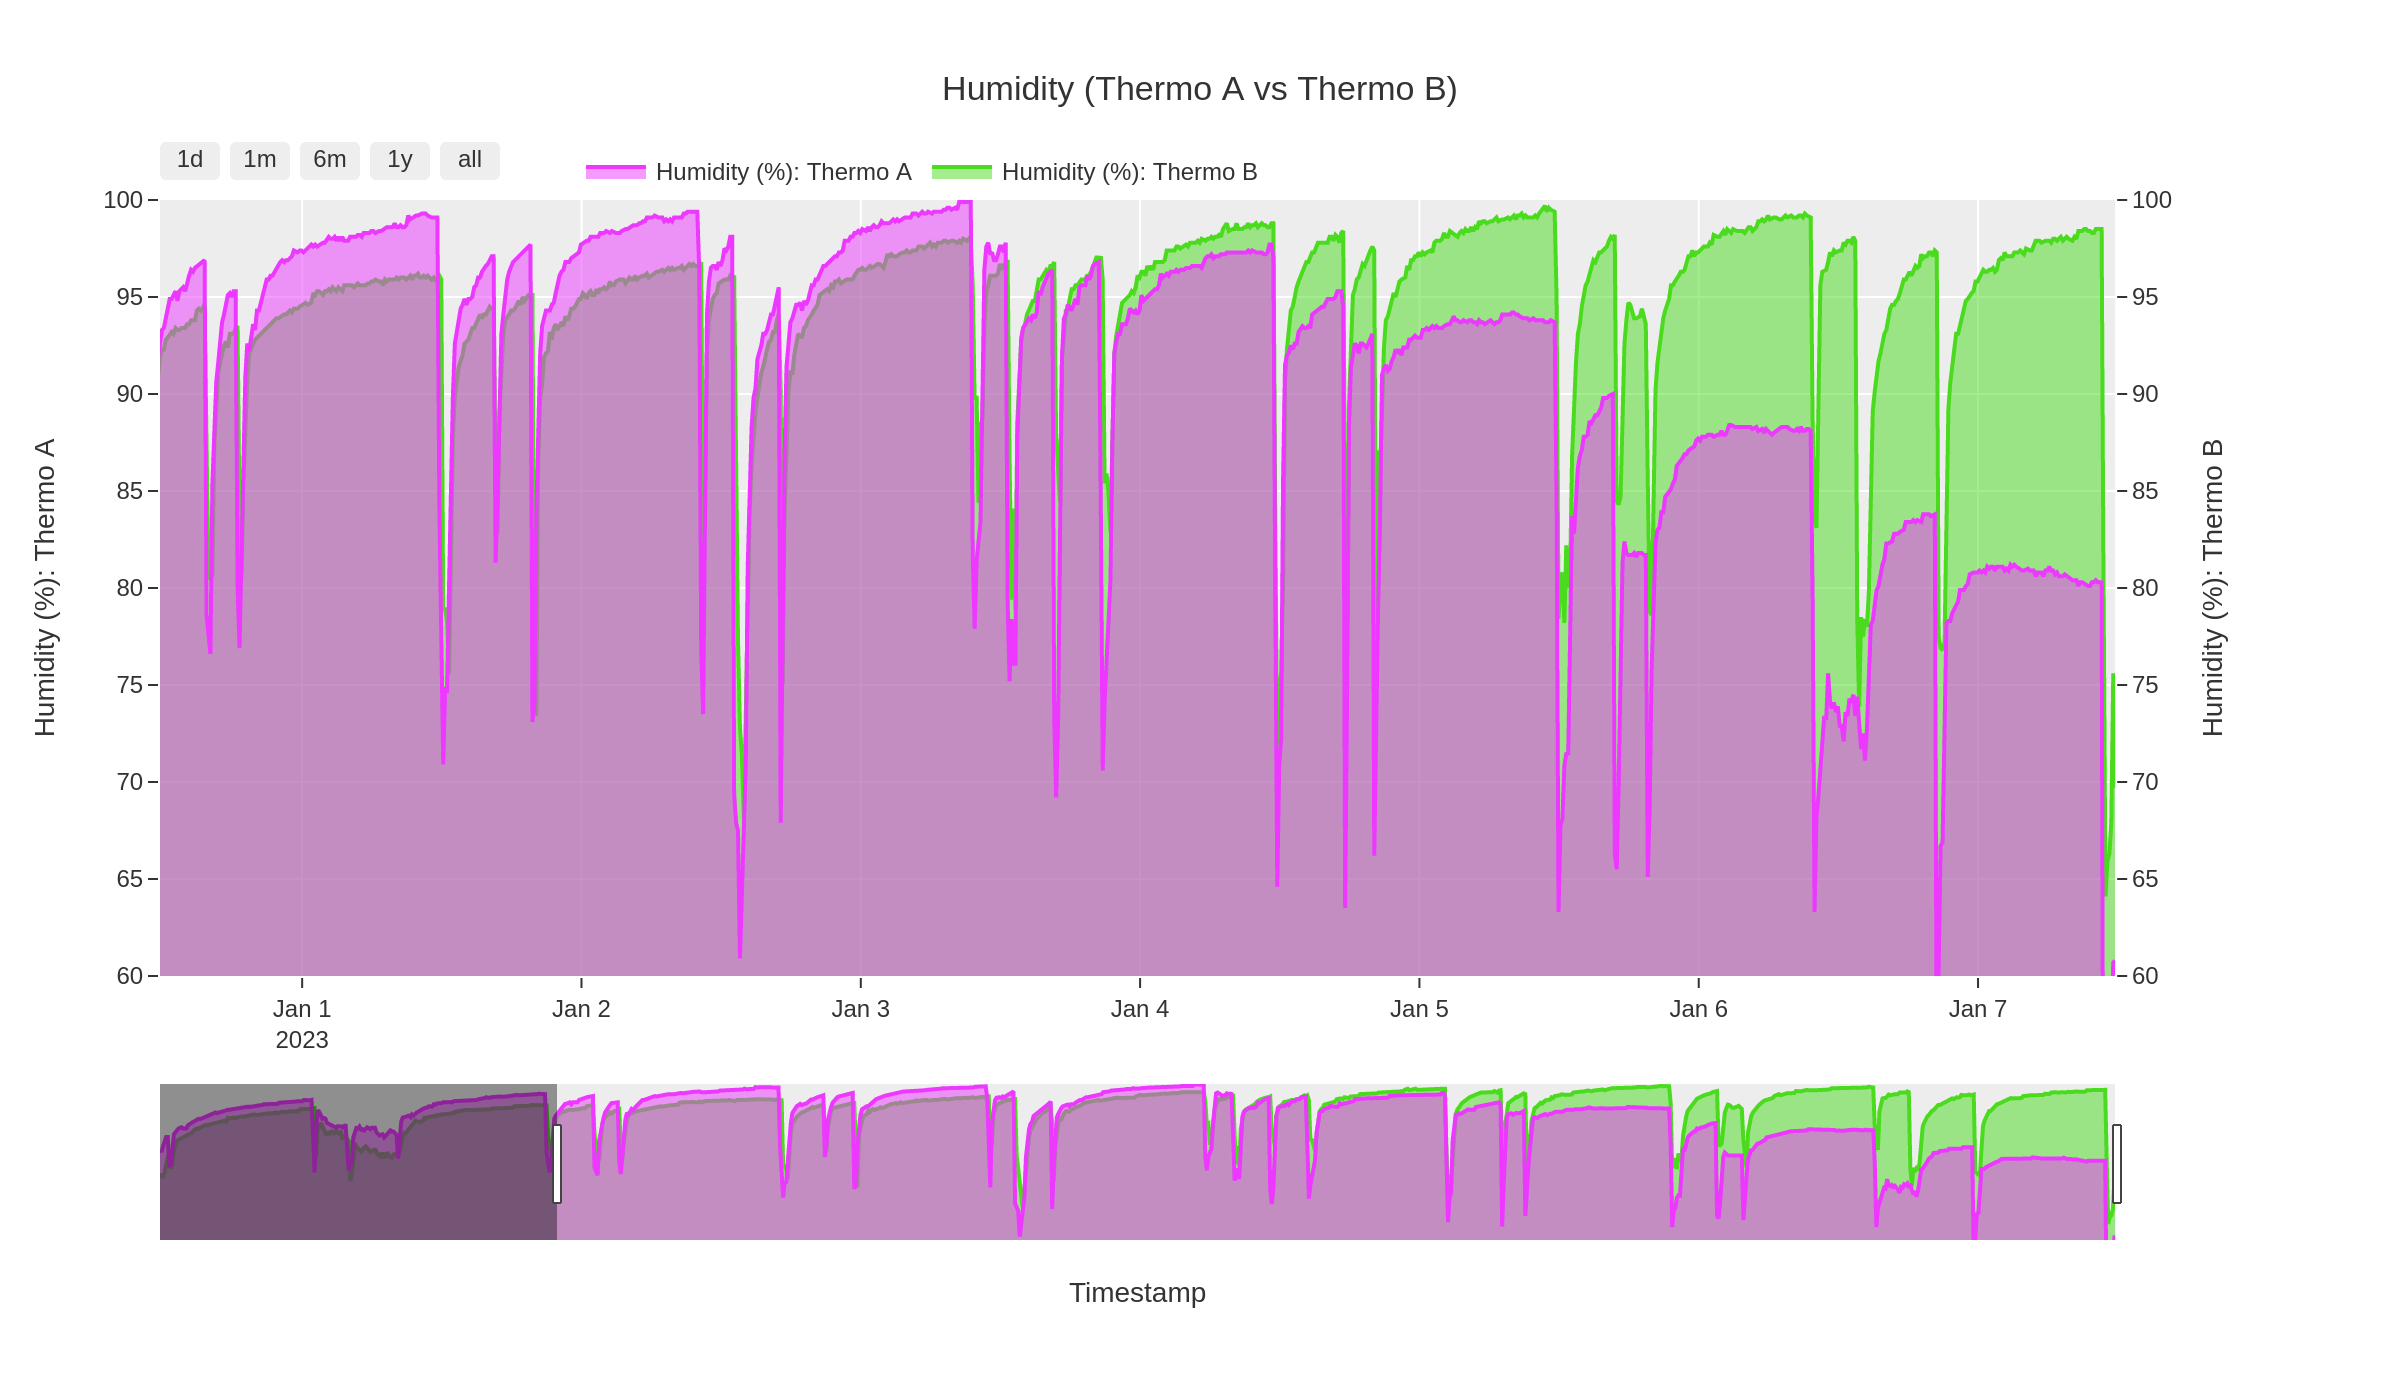 Humidity (Thermo A vs Thermo B)
1d 1m 6m 1y all
Humidity (%): Thermo A Humidity (%): Thermo B
100 100
95 95
90 90
85 85
80 80
75 75
70 70
65 65
60 60
Humidity (%): Thermo A
Humidity (%): Thermo B
Jan 1 Jan 2 Jan 3 Jan 4 Jan 5 Jan 6 Jan 7
2023
Timestamp